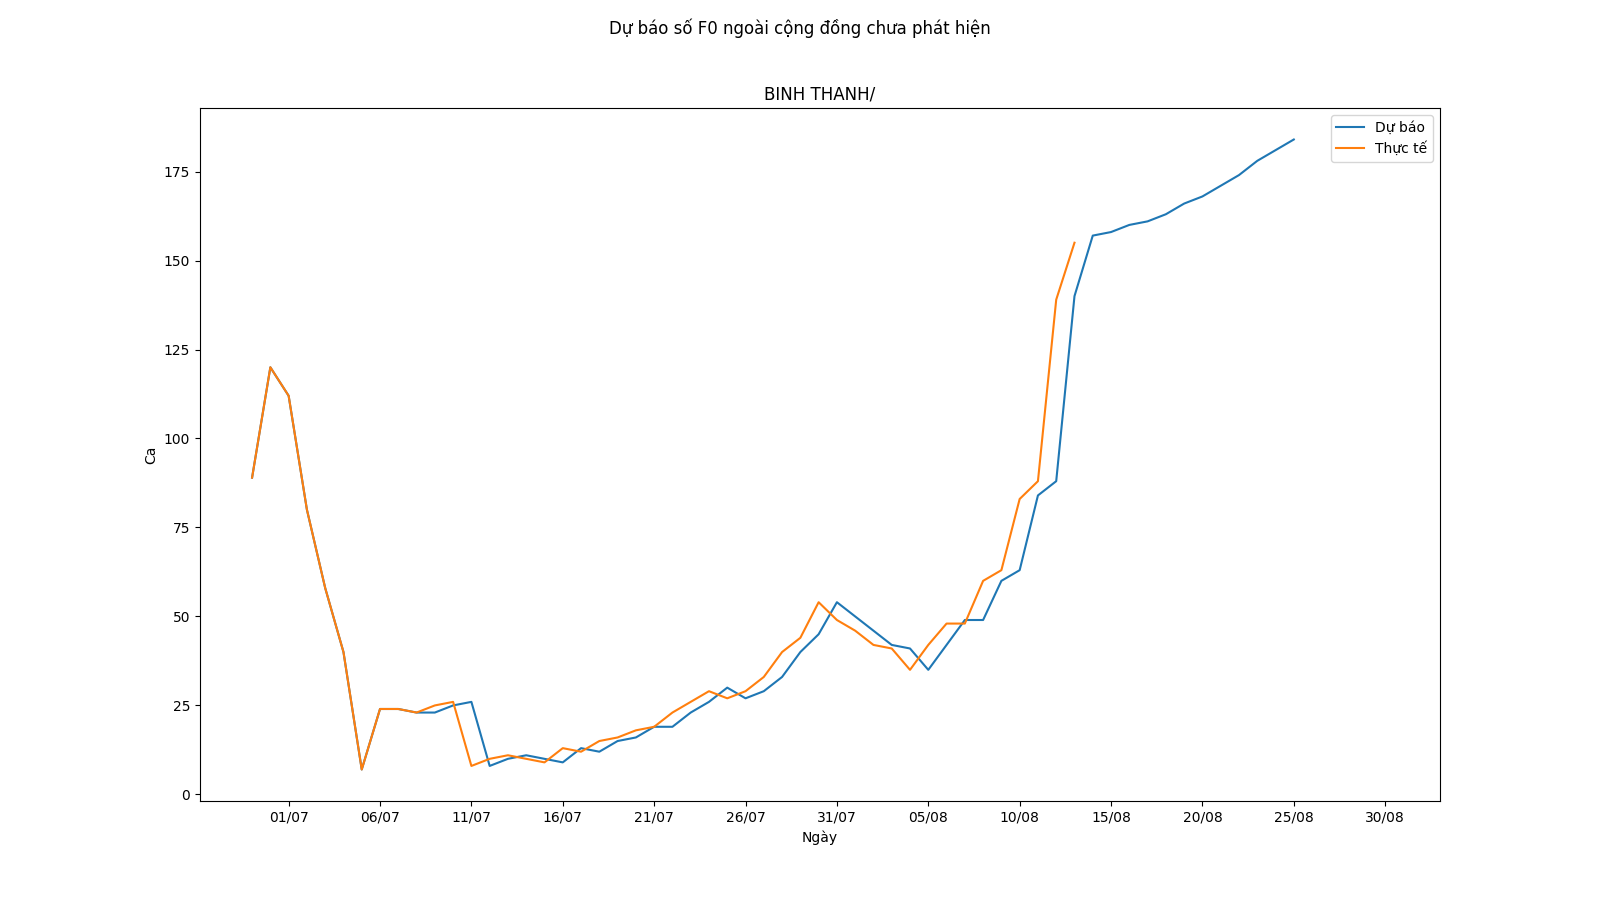 Dự báo số F0 ngoài cộng đồng chưa phát hiện
BINH THANH/
Dự báo
Thực tế
175
150
125
100
75
50
25
0
Ca
01/07 06/07 11/07 16/07 21/07 26/07 31/07 05/08 10/08 15/08 20/08 25/08 30/08
Ngày